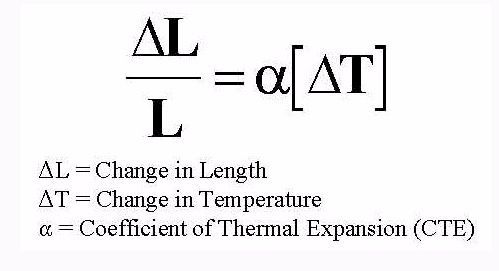 ΔL
L
= α[ΔT]
ΔL = Change in Length
ΔT = Change in Temperature
α = Coefficient of Thermal Expansion (CTE)